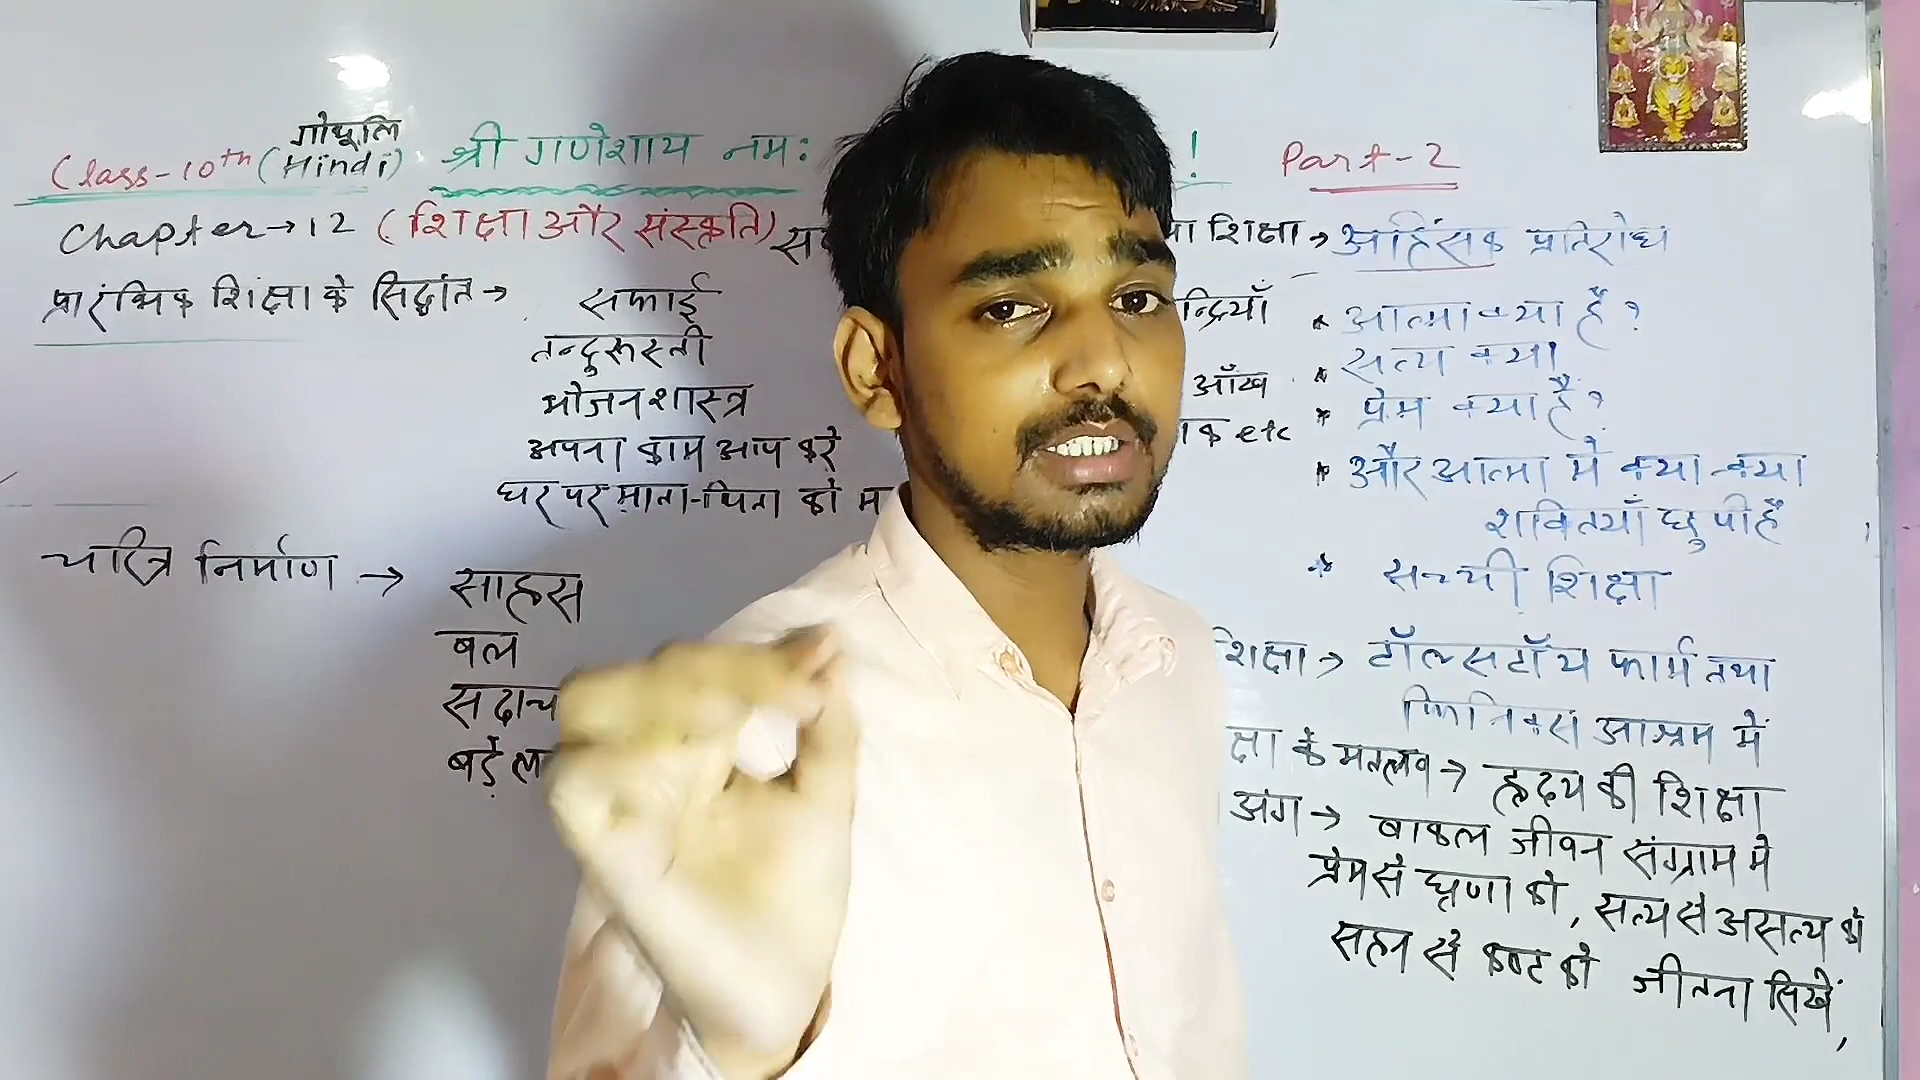 गोधूलि
Class-10th (Hindi) श्री गणेशाय नमः ! Part-2
Chapter→12 (शिक्षा और संस्कृति)
शिक्षा → अहिंसक प्रतिरोध
प्रारंभिक शिक्षा के सिद्धांत →
सफाई
तन्दुरूस्ती
भोजनशास्त्र
अपना काम आप करे
घर पर माता-पिता को म
न्द्रियाँ
आँख
क etc
* आत्मा क्या है ?
* सत्य क्या
* प्रेम क्या है ?
* और आत्मा में क्या-क्या
शक्तियाँ छुपी हैं
* सच्ची शिक्षा
चरित्र निर्माण →
साहस
बल
सदाच
बड़े ल
शिक्षा → टॉल्सटॉय फार्म तथा
फिनिक्स आश्रम में
क्षा के मतलब → हृदय की शिक्षा
अंग → बालक जीवन संग्राम में
प्रेम से घृणा को, सत्य से असत्य को
सहन से कष्ट को जीतना सिखें,